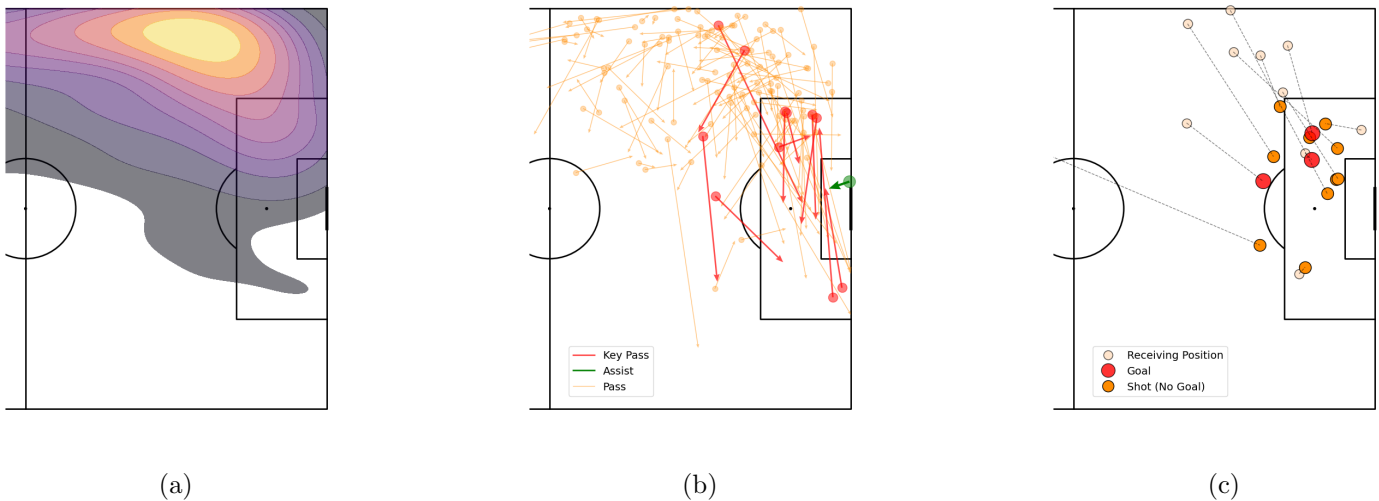 Key Pass
Assist
Pass
Receiving Position
Goal
Shot (No Goal)
(a)
(b)
(c)